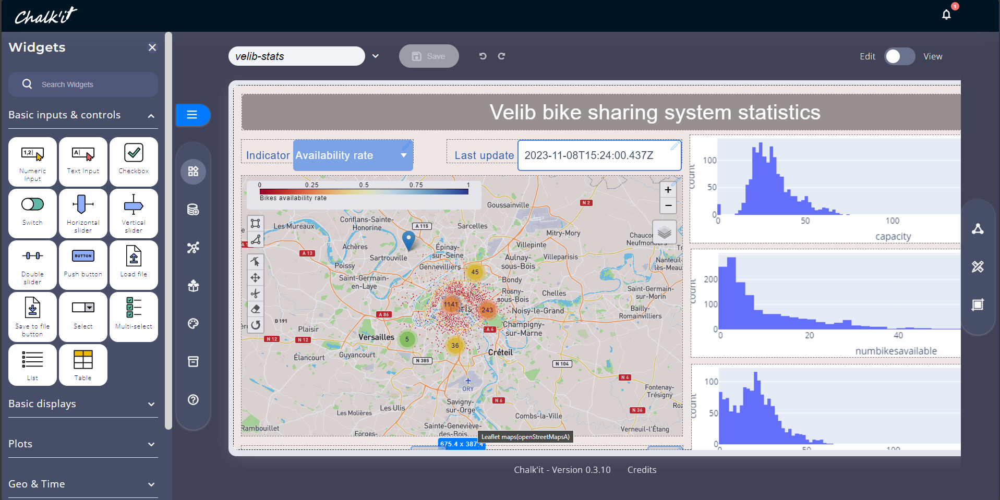 Chalk'it
1
Widgets
Search Widgets
Basic inputs & controls
Numeric
Input
Text Input
Checkbox
Switch
Horizontal
slider
Vertical
slider
Double
slider
BUTTON
Push button
Load file
Save to file
button
Select
Multi-select
List
Table
Basic displays
Plots
Geo & Time
velib-stats
Save
Edit
View
Velib bike sharing system statistics
Indicator
Availability rate
Last update
2023-11-08T15:24:00.437Z
0 0.25 0.5 0.75 1
Bikes availability rate
+
−
Goussainville
N 2
Conflans-Sainte-
Honorine
Les Mureaux
A 115
Sarcelles
Mitry-Mory
Villepinte
Achères
Épinay-
sur-Seine
A 13
Sartrouville
Aulnay-
sous-Bois
Villeparisis
Poissy
Gennevilliers
45
Saint-Germain-
en-Laye
Bondy
Rosny-
sous-Bois
Chelles
Saint-Germain-
sur-Morin
1141
Paris
243
Noisy-le-Grand
Bailly-
Romainvilliers
A 86
D 191
Plaisir
Champigny-
sur-Marne
A 4
N 12
N 12
Versailles
5
36
Créteil
Élancourt
Guyancourt
N 385
N 104
N 4
ORY
Fontenay-
Trésigny
Savigny-
sur-Orge
N 6
Les Ulis
Les Molières
Combs-la-Ville
N 36
Rambouillet
Sainte-Geneviève-
des-Bois
Verneuil-l'Étang
Forges-
Leaflet maps(openStreetMapsA)
675.4 x 387.4
count
100
50
0
0 50 100
capacity
count
200
100
0
0 20 40
numbikesavailable
count
100
50
0
0 50 100
Chalk'it - Version 0.3.10
Credits